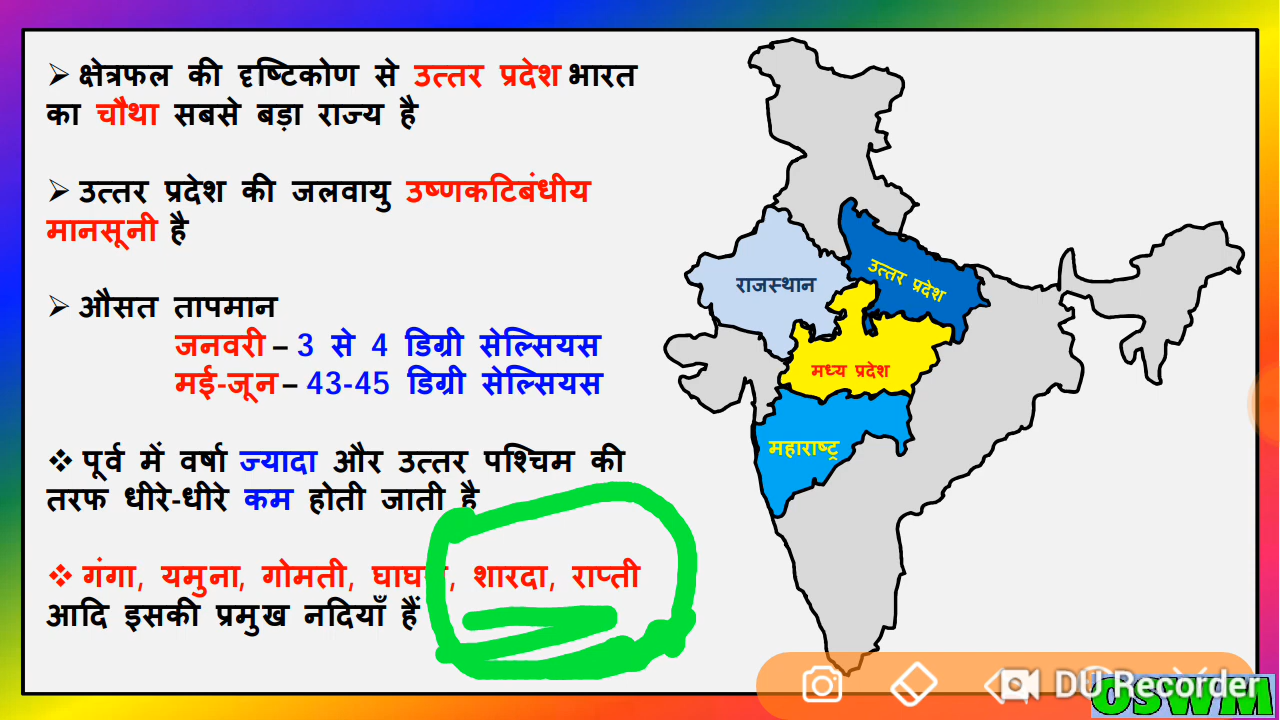 ➢ क्षेत्रफल की दृष्टिकोण से उत्तर प्रदेश भारत
का चौथा सबसे बड़ा राज्य है
➢ उत्तर प्रदेश की जलवायु उष्णकटिबंधीय
मानसूनी है
➢ औसत तापमान
जनवरी – 3 से 4 डिग्री सेल्सियस
मई-जून – 43-45 डिग्री सेल्सियस
❖ पूर्व में वर्षा ज्यादा और उत्तर पश्चिम की
तरफ धीरे-धीरे कम होती जाती है
❖ गंगा, यमुना, गोमती, शारदा, राप्ती
आदि इसकी प्रमुख नदियाँ हैं
राजस्थान
उत्तर प्रदेश
मध्य प्रदेश
महाराष्ट्र
DU Recorder
OSWM